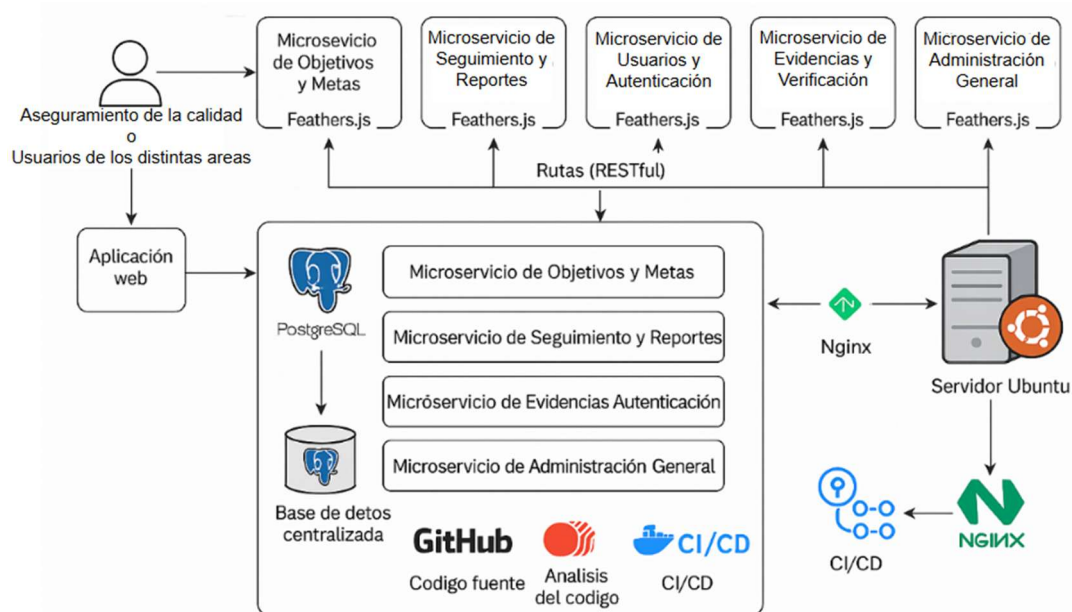 Microsevicio
de Objetivos
y Metas
Feathers.js
Microservicio de
Seguimiento y
Reportes
Feathers.js
Microservicio de
Usuarios y
Autenticación
Feathers.js
Microservicio de
Evidencias y
Verificación
Feathers.js
Microservicio de
Administración
General
Feathers.js
Aseguramiento de la calidad
o
Usuarios de los distintas areas
Rutas (RESTful)
Aplicación
web
PostgreSQL
Base de detos
centralizada
Microservicio de Objetivos y Metas
Microservicio de Seguimiento y Reportes
Micróservicio de Evidencias Autenticación
Microservicio de Administración General
GitHub
Codigo fuente
Analisis
del codigo
CI/CD
CI/CD
Nginx
Servidor Ubuntu
CI/CD
NGINX